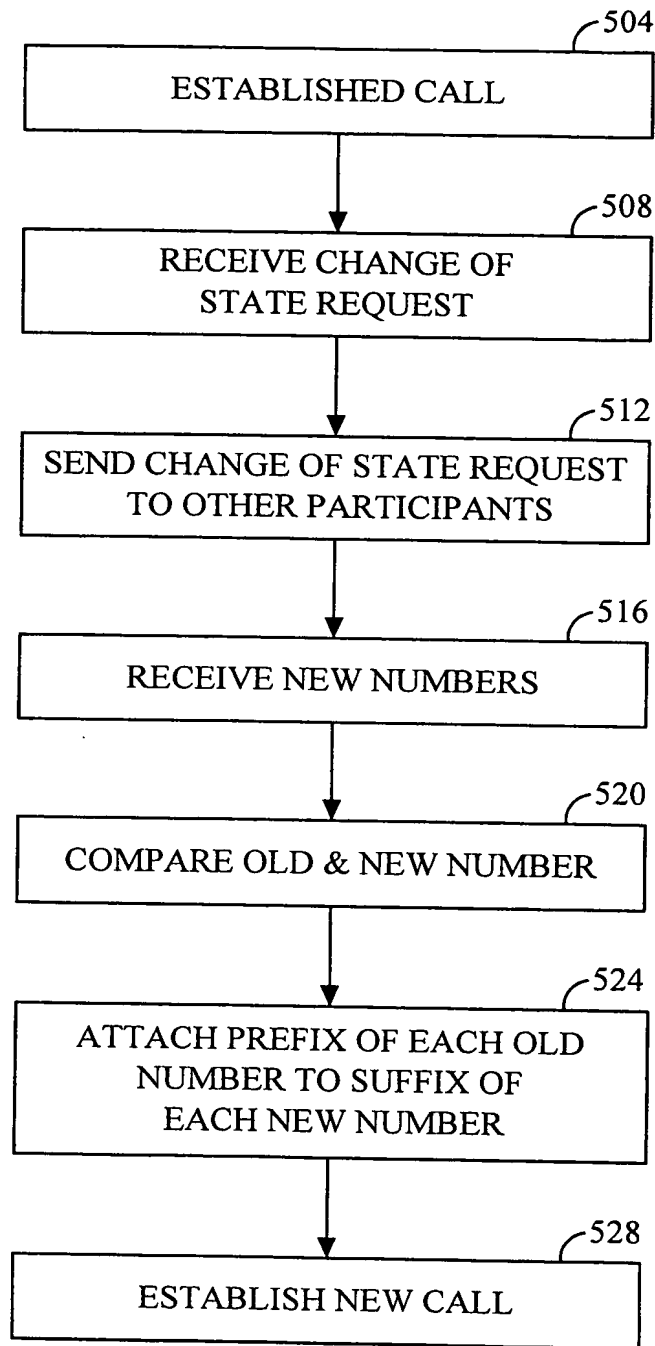 504
ESTABLISHED CALL
508
RECEIVE CHANGE OF
STATE REQUEST
512
SEND CHANGE OF STATE REQUEST
TO OTHER PARTICIPANTS
516
RECEIVE NEW NUMBERS
520
COMPARE OLD & NEW NUMBER
524
ATTACH PREFIX OF EACH OLD
NUMBER TO SUFFIX OF
EACH NEW NUMBER
528
ESTABLISH NEW CALL